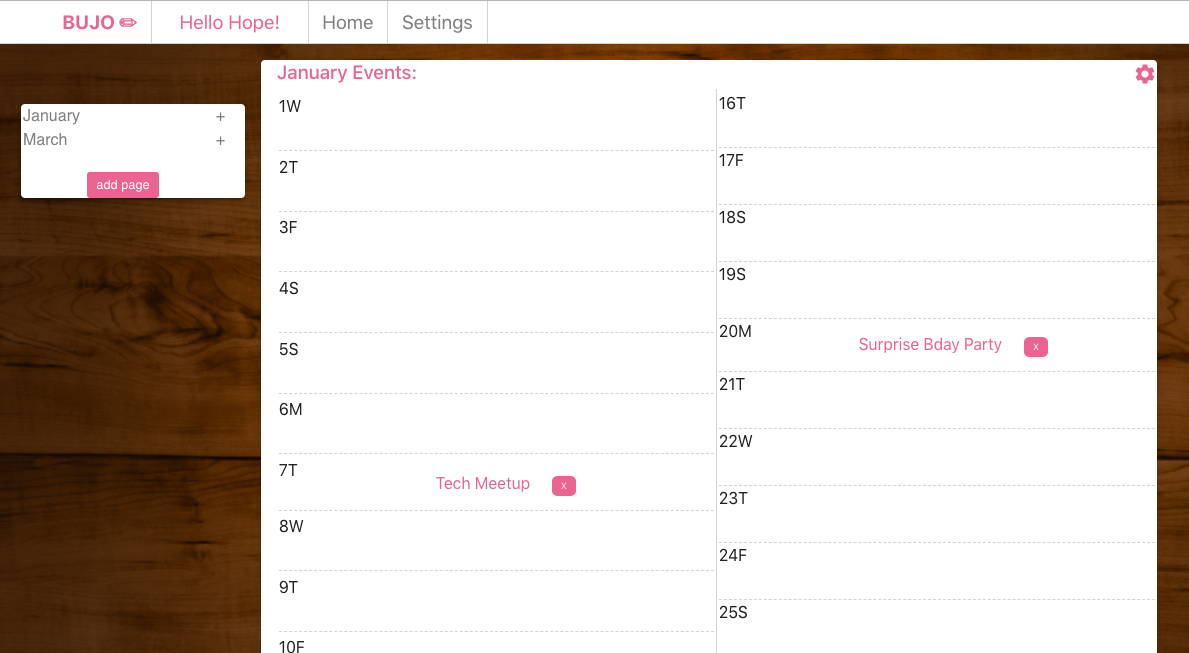 BUJO ✏ Hello Hope! Home Settings
January +
March +
add page
January Events:
1W
2T
3F
4S
5S
6M
7T Tech Meetup x
8W
9T
10F
16T
17F
18S
19S
20M Surprise Bday Party x
21T
22W
23T
24F
25S